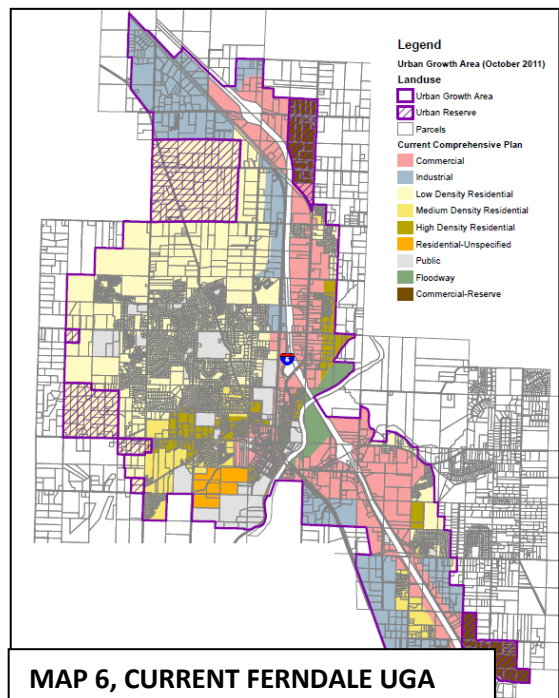 Legend
Urban Growth Area (October 2011)
Landuse
Urban Growth Area
Urban Reserve
Parcels
Current Comprehensive Plan
Commercial
Industrial
Low Density Residential
Medium Density Residential
High Density Residential
Residential-Unspecified
Public
Floodway
Commercial-Reserve
MAP 6, CURRENT FERNDALE UGA